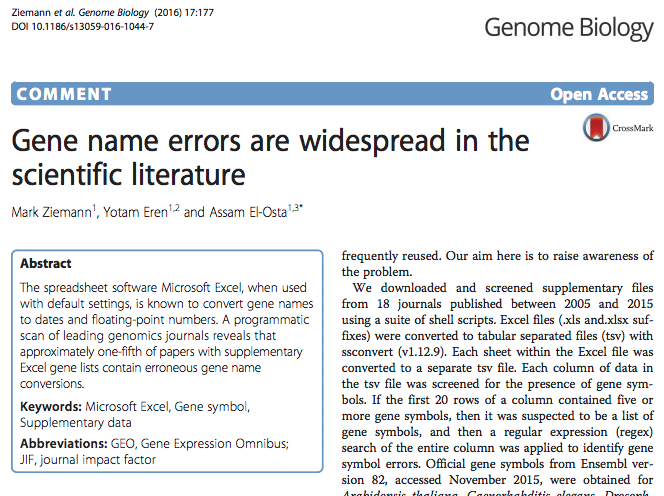 Ziemann et al. Genome Biology (2016) 17:177
DOI 10.1186/s13059-016-1044-7
Genome Biology
COMMENT
Open Access
CrossMark
Gene name errors are widespread in the
scientific literature
Mark Ziemann1, Yotam Eren1,2 and Assam El-Osta1,3*
Abstract
The spreadsheet software Microsoft Excel, when used
with default settings, is known to convert gene names
to dates and floating-point numbers. A programmatic
scan of leading genomics journals reveals that
approximately one-fifth of papers with supplementary
Excel gene lists contain erroneous gene name
conversions.
Keywords: Microsoft Excel, Gene symbol,
Supplementary data
Abbreviations: GEO, Gene Expression Omnibus;
JIF, journal impact factor
frequently reused. Our aim here is to raise awareness of
the problem.
We downloaded and screened supplementary files
from 18 journals published between 2005 and 2015
using a suite of shell scripts. Excel files (.xls and.xlsx suf-
fixes) were converted to tabular separated files (tsv) with
ssconvert (v1.12.9). Each sheet within the Excel file was
converted to a separate tsv file. Each column of data in
the tsv file was screened for the presence of gene sym-
bols. If the first 20 rows of a column contained five or
more gene symbols, then it was suspected to be a list of
gene symbols, and then a regular expression (regex)
search of the entire column was applied to identify gene
symbol errors. Official gene symbols from Ensembl ver-
sion 82, accessed November 2015, were obtained for
Arabidopsis thaliana, Caenorhabditis elegans, Drosoph-